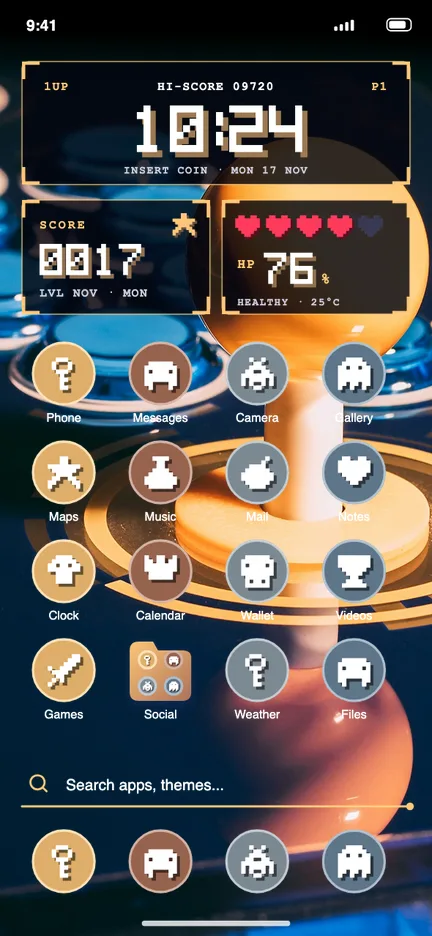 9:41
1UP HI-SCORE 09720 P1
10:24
INSERT COIN · MON 17 NOV
SCORE
0017
LVL NOV · MON
HP 76 %
HEALTHY · 25°C
Phone Messages Camera Gallery
Maps Music Mail Notes
Clock Calendar Wallet Videos
Games Social Weather Files
Search apps, themes...